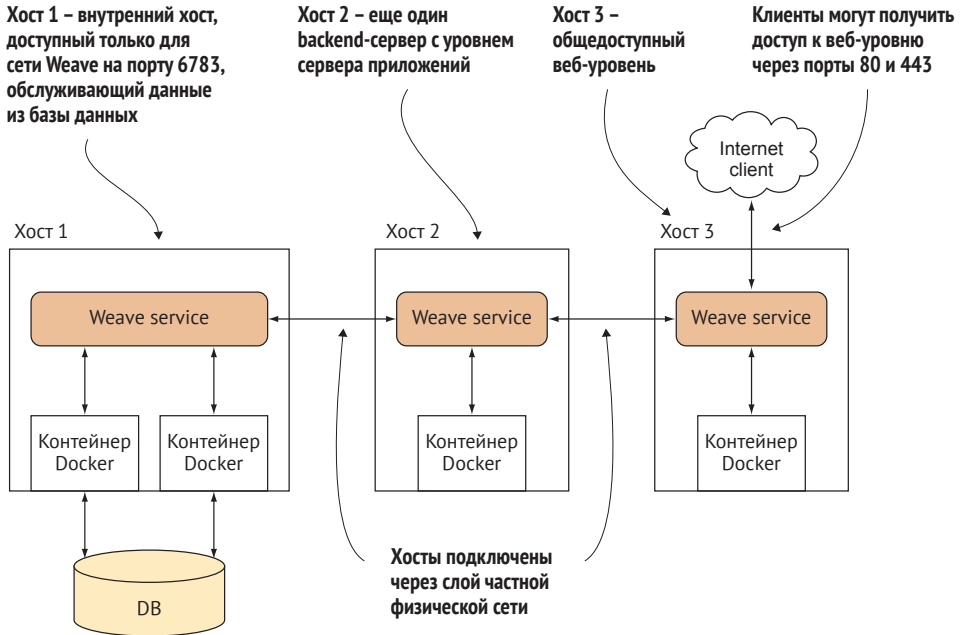 Хост 1 – внутренний хост,
доступный только для
сети Weave на порту 6783,
обслуживающий данные
из базы данных
Хост 2 – еще один
backend-сервер с уровнем
сервера приложений
Хост 3 –
общедоступный
веб-уровень
Клиенты могут получить
доступ к веб-уровню
через порты 80 и 443
Internet
client
Хост 1
Хост 2
Хост 3
Weave service
Weave service
Weave service
Контейнер
Docker
Контейнер
Docker
Контейнер
Docker
Контейнер
Docker
Хосты подключены
через слой частной
физической сети
DB